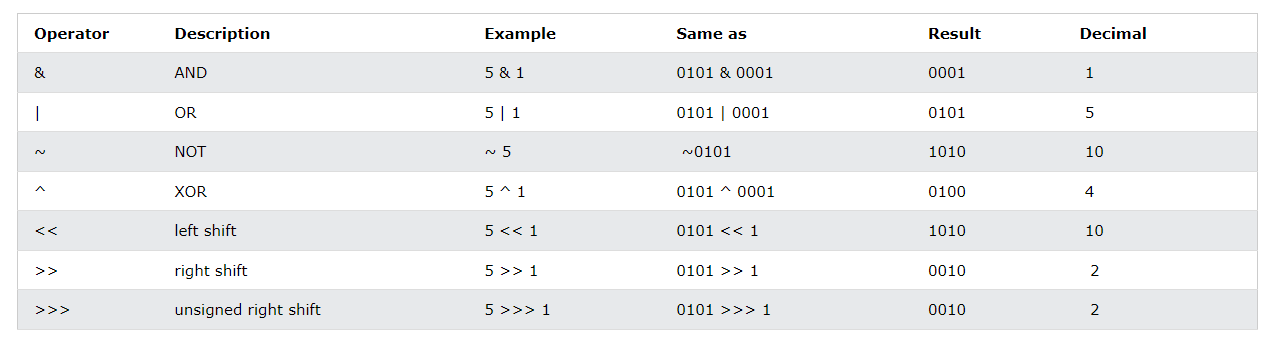 Operator Description Example Same as Result Decimal
& AND 5 & 1 0101 & 0001 0001 1
| OR 5 | 1 0101 | 0001 0101 5
~ NOT ~ 5 ~0101 1010 10
^ XOR 5 ^ 1 0101 ^ 0001 0100 4
<< left shift 5 << 1 0101 << 1 1010 10
>> right shift 5 >> 1 0101 >> 1 0010 2
>>> unsigned right shift 5 >>> 1 0101 >>> 1 0010 2